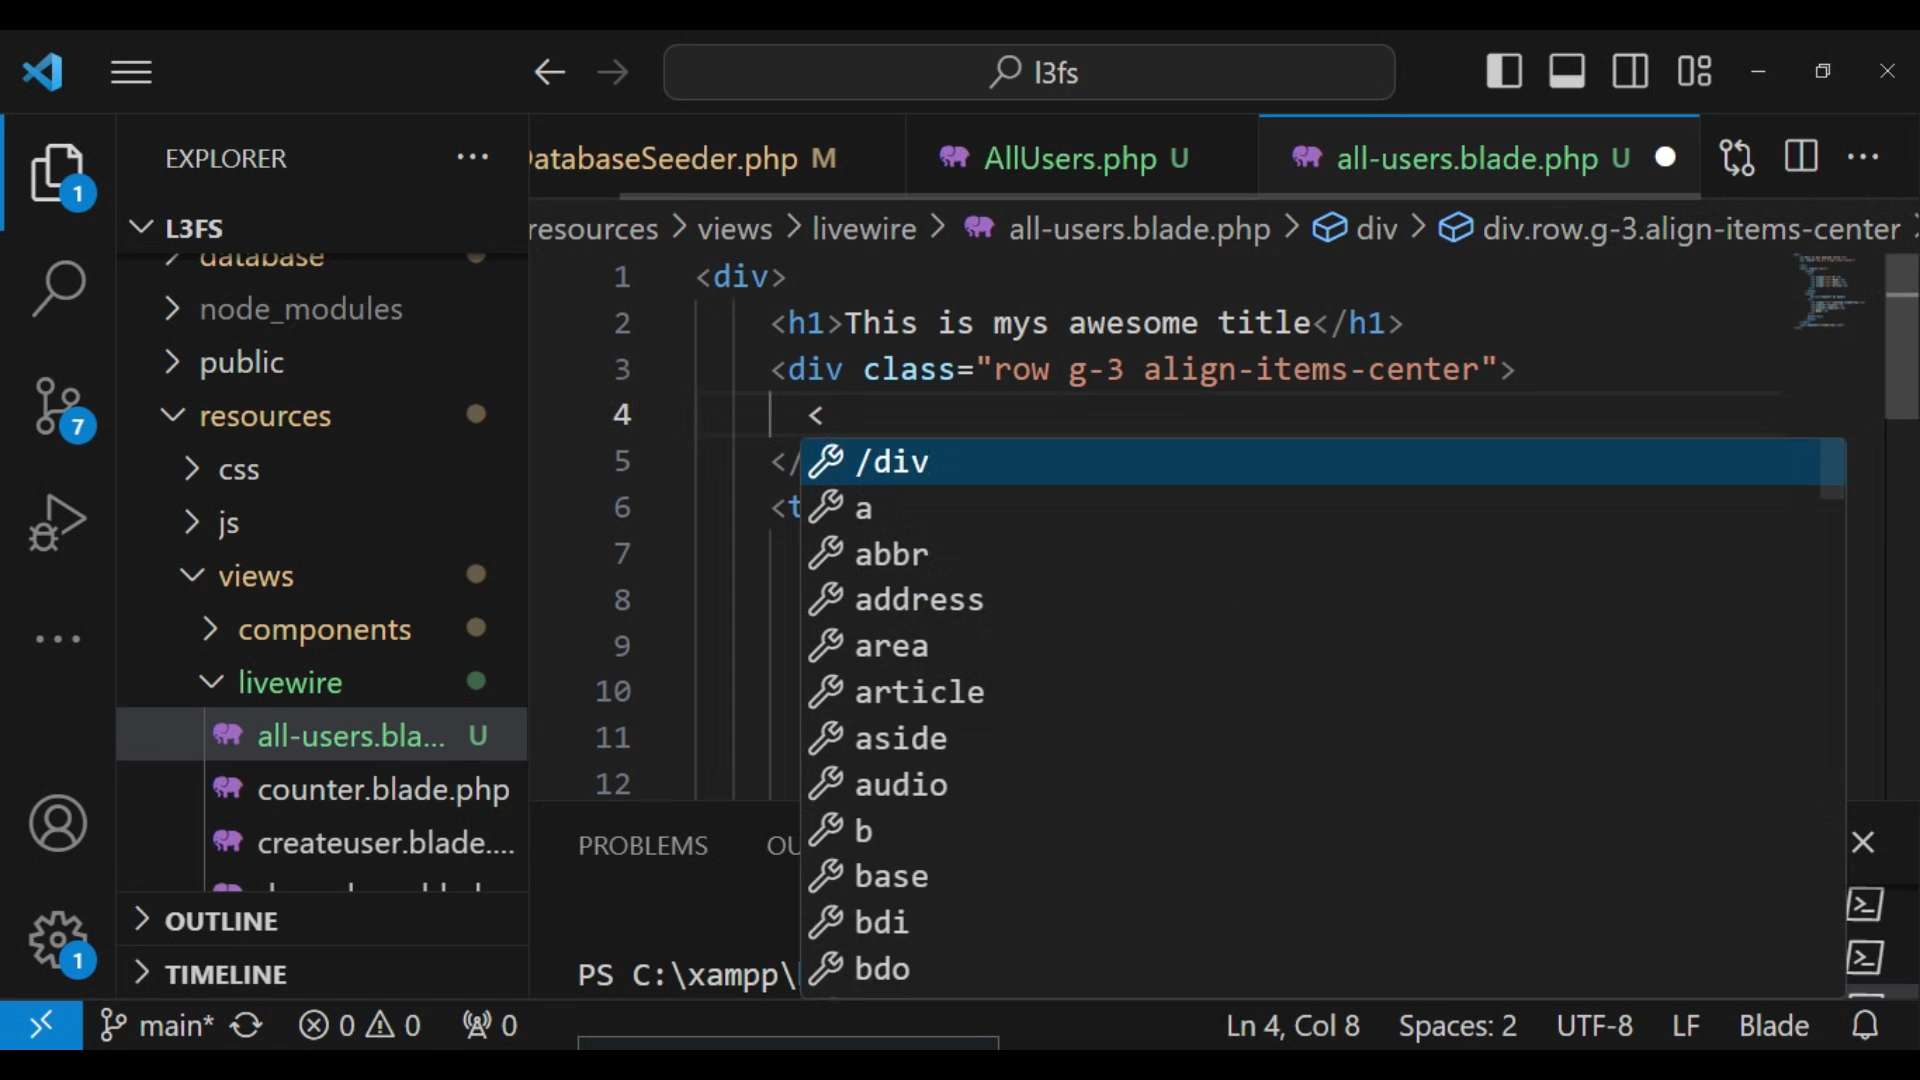 l3fs
EXPLORER ...
DatabaseSeeder.php M
AllUsers.php U
all-users.blade.php U
1
L3FS
resources > views > livewire > all-users.blade.php > div > div.row.g-3.align-items-center
database
node_modules
public
resources
css
js
views
components
livewire
all-users.bla... U
counter.blade.php
createuser.blade....
OUTLINE
TIMELINE
7
1
1 <div>
2 <h1>This is mys awesome title</h1>
3 <div class="row g-3 align-items-center">
4 <
5 </
6 <t
7
8
9
10
11
12
/div
a
abbr
address
area
article
aside
audio
b
base
bdi
bdo
PROBLEMS OU
PS C:\xampp\
main* 0 0 0
Ln 4, Col 8 Spaces: 2 UTF-8 LF Blade